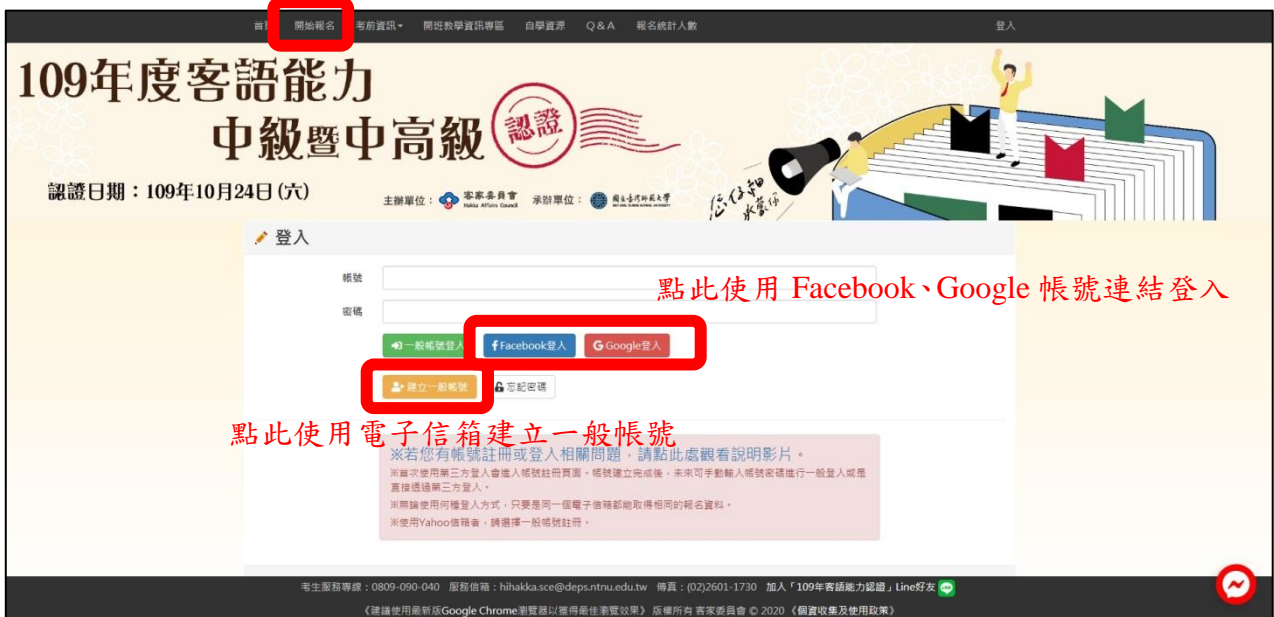 首頁 開始報名 考前資訊 開班教學資訊專區 自學資源 Q&A 報名統計人數 登入
109年度客語能力
中級暨中高級 認證
認證日期：109年10月24日(六)
主辦單位： 客家委員會 Hakka Affairs Council 承辦單位： 國立臺灣師範大學
登入
帳號
點此使用 Facebook、Google 帳號連結登入
密碼
一般帳號登入 Facebook登入 Google登入
建立一般帳號 忘記密碼
點此使用電子信箱建立一般帳號
※若您有帳號註冊或登入相關問題，請點此處觀看說明影片。
※首次使用第三方登入會進入帳號註冊頁面。帳號建立完成後，未來可手動輸入帳號密碼進行一般登入或是
直接透過第三方登入。
※無論使用何種登入方式，只要是同一個電子信箱都能取得相同的報名資料。
※使用Yahoo信箱者，請選擇一般帳號註冊。
考生服務專線：0809-090-040 服務信箱：hihakka.sce@deps.ntnu.edu.tw 傳真：(02)2601-1730 加入「109年客語能力認證」Line好友
《建議使用最新版Google Chrome瀏覽器以獲得最佳瀏覽效果》 版權所有 客家委員會 © 2020 《個資收集及使用政策》